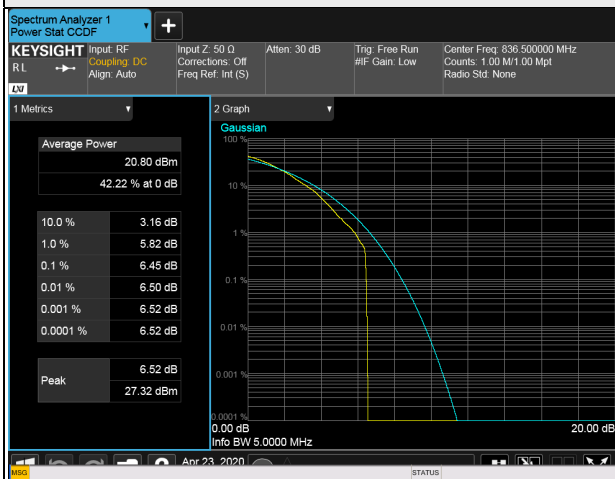 Spectrum Analyzer 1
Power Stat CCDF
+
KEYSIGHT
RL
LXI
Input: RF
Coupling: DC
Align: Auto
Input Z: 50 Ω
Corrections: Off
Freq Ref: Int (S)
Atten: 30 dB
Trig: Free Run
#IF Gain: Low
Center Freq: 836.500000 MHz
Counts: 1.00 M/1.00 Mpt
Radio Std: None
1 Metrics
Average Power
20.80 dBm
42.22 % at 0 dB
10.0 % 3.16 dB
1.0 % 5.82 dB
0.1 % 6.45 dB
0.01 % 6.50 dB
0.001 % 6.52 dB
0.0001 % 6.52 dB
Peak
6.52 dB
27.32 dBm
2 Graph
Gaussian
100 %
10 %
1 %
0.1 %
0.01 %
0.001 %
0.0001 %
0.00 dB 20.00 dB
Info BW 5.0000 MHz
Apr 23, 2020
MSG STATUS